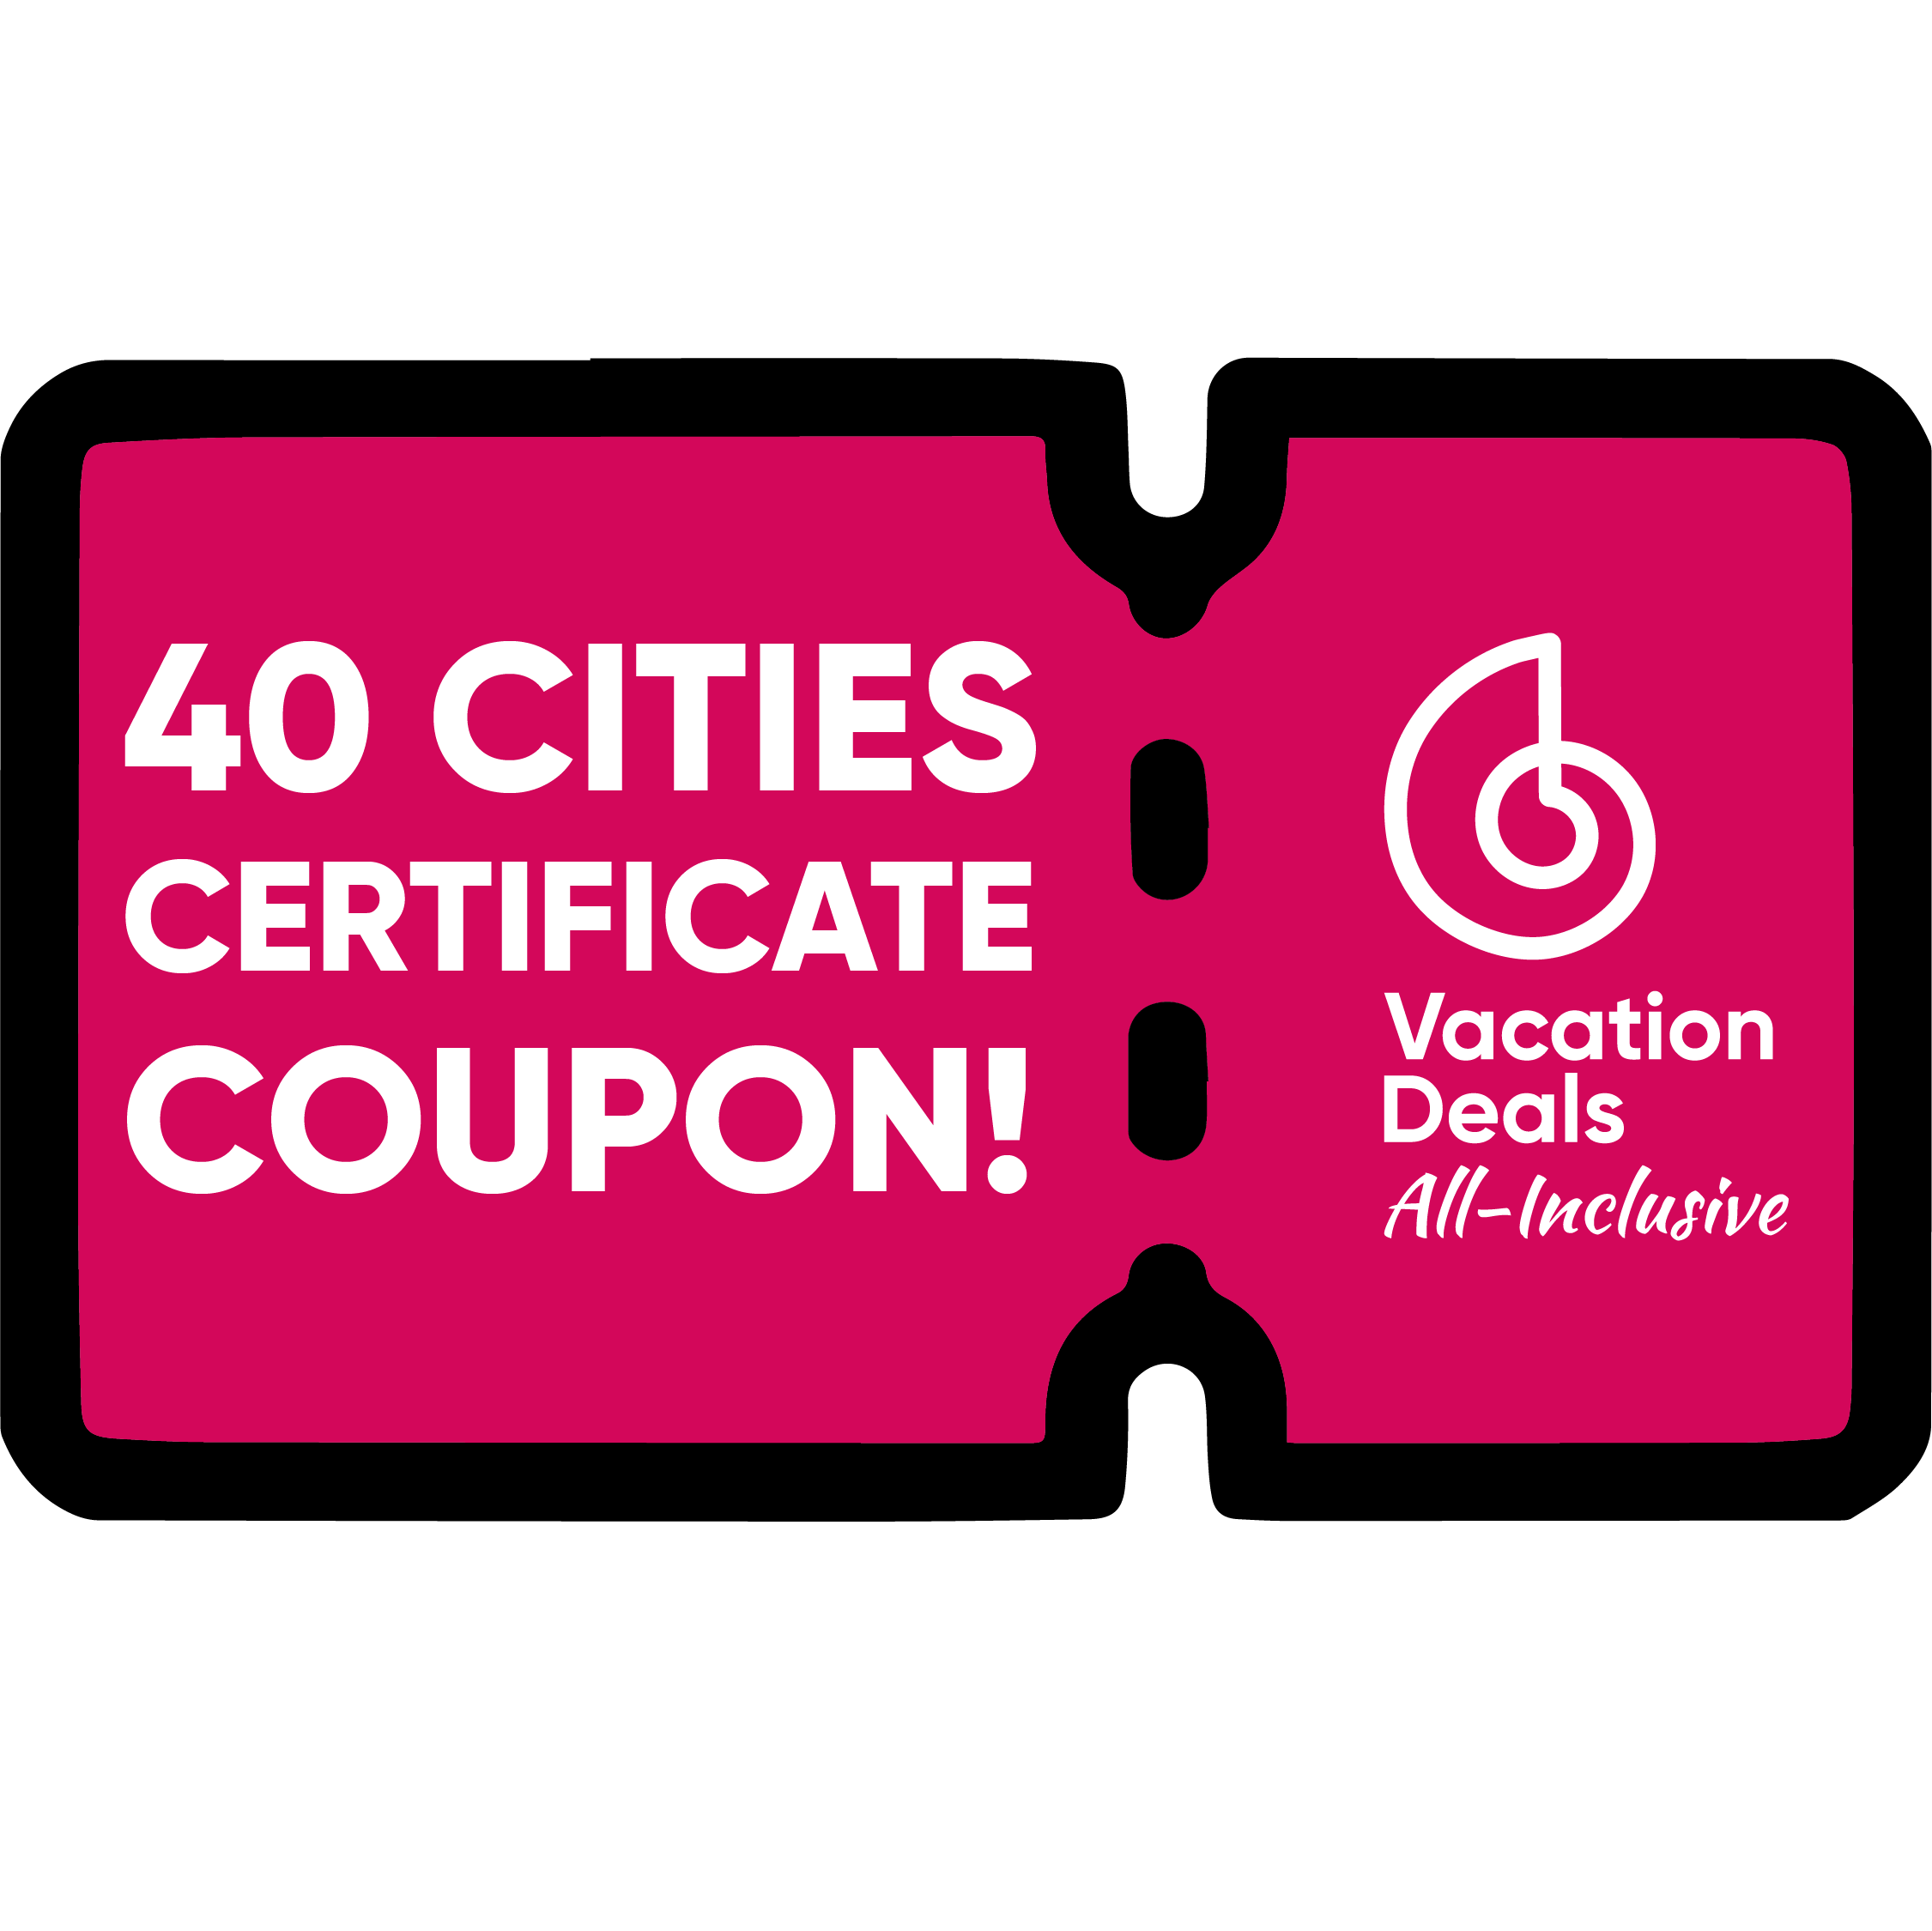 40 CITIES
CERTIFICATE
COUPON!
Vacation
Deals
All-Inclusive